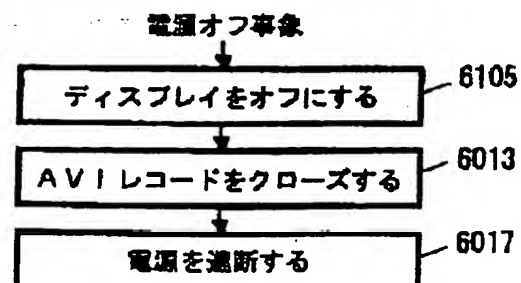 電源オフ事象
ディスプレイをオフにする
6105
AVIレコードをクローズする
6013
電源を遮断する
6017